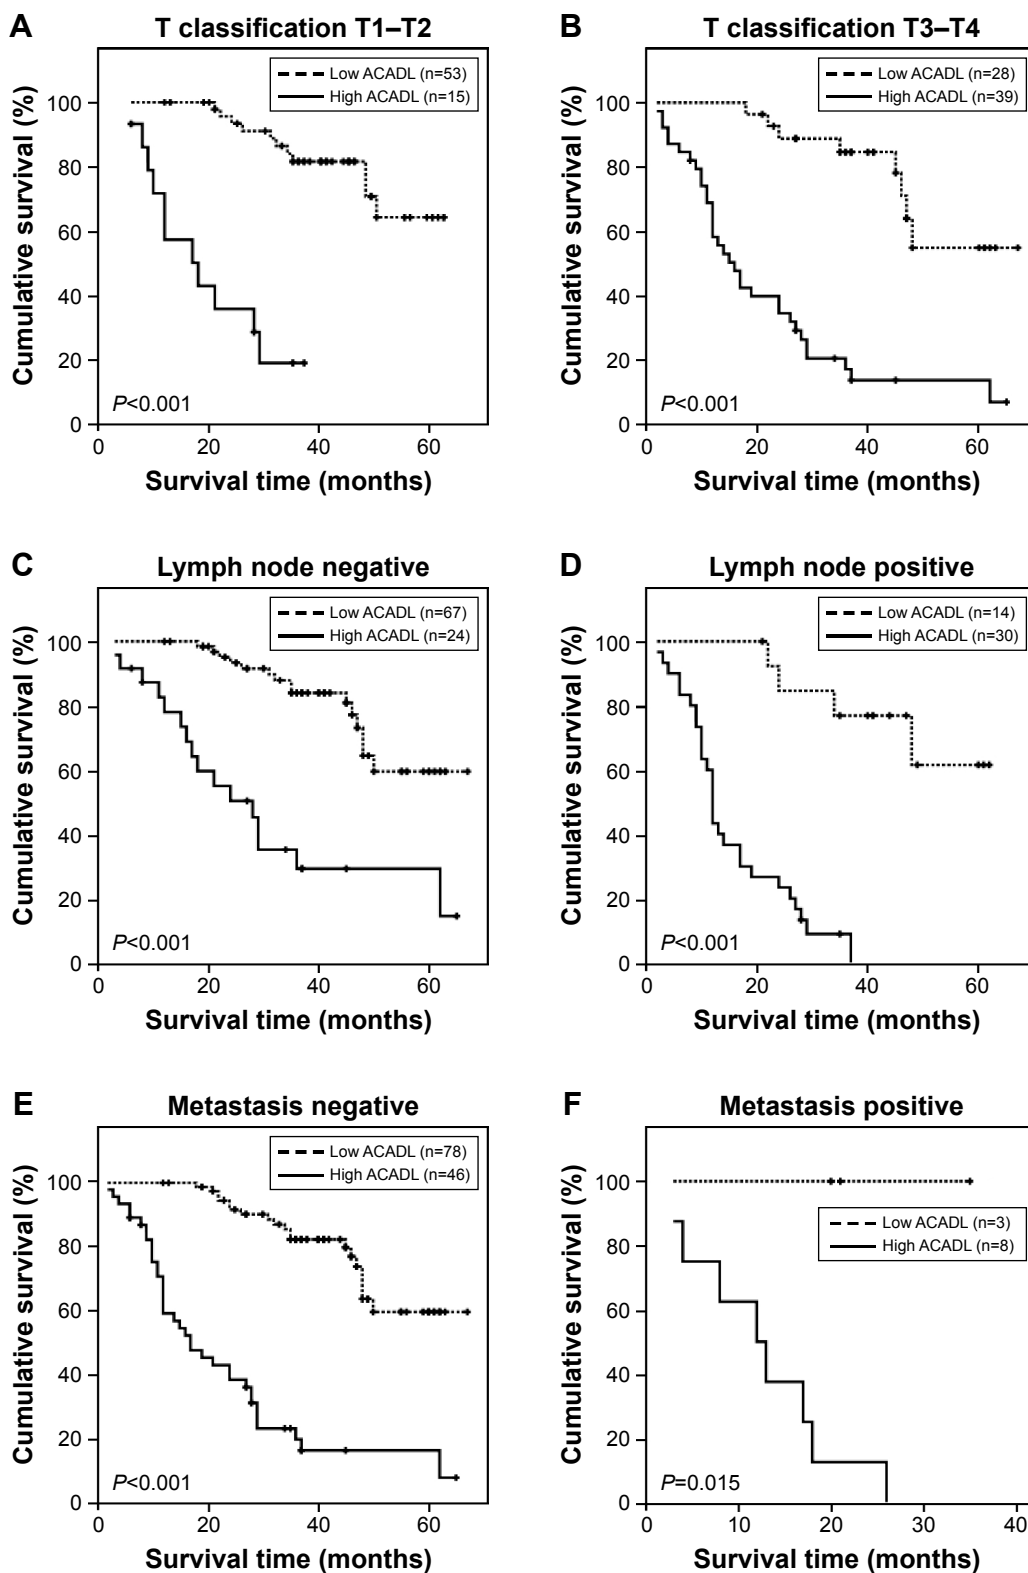 A T classification T1–T2
Low ACADL (n=53)
High ACADL (n=15)
Cumulative survival (%)
100
80
60
40
20
0
P<0.001
0 20 40 60
Survival time (months)
B T classification T3–T4
Low ACADL (n=28)
High ACADL (n=39)
Cumulative survival (%)
100
80
60
40
20
0
P<0.001
0 20 40 60
Survival time (months)
C Lymph node negative
Low ACADL (n=67)
High ACADL (n=24)
Cumulative survival (%)
100
80
60
40
20
0
P<0.001
0 20 40 60
Survival time (months)
D Lymph node positive
Low ACADL (n=14)
High ACADL (n=30)
Cumulative survival (%)
100
80
60
40
20
0
P<0.001
0 20 40 60
Survival time (months)
E Metastasis negative
Low ACADL (n=78)
High ACADL (n=46)
Cumulative survival (%)
100
80
60
40
20
0
P<0.001
0 20 40 60
Survival time (months)
F Metastasis positive
Low ACADL (n=3)
High ACADL (n=8)
Cumulative survival (%)
100
80
60
40
20
0
P=0.015
0 10 20 30 40
Survival time (months)